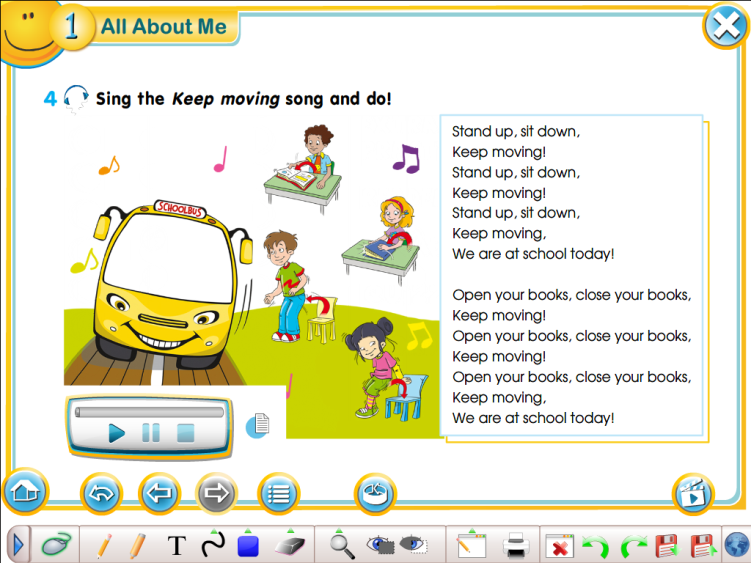 1 All About Me
4 Sing the Keep moving song and do!
SCHOOLBUS
Stand up, sit down,
Keep moving!
Stand up, sit down,
Keep moving!
Stand up, sit down,
Keep moving,
We are at school today!
Open your books, close your books,
Keep moving!
Open your books, close your books,
Keep moving!
Open your books, close your books,
Keep moving,
We are at school today!
T